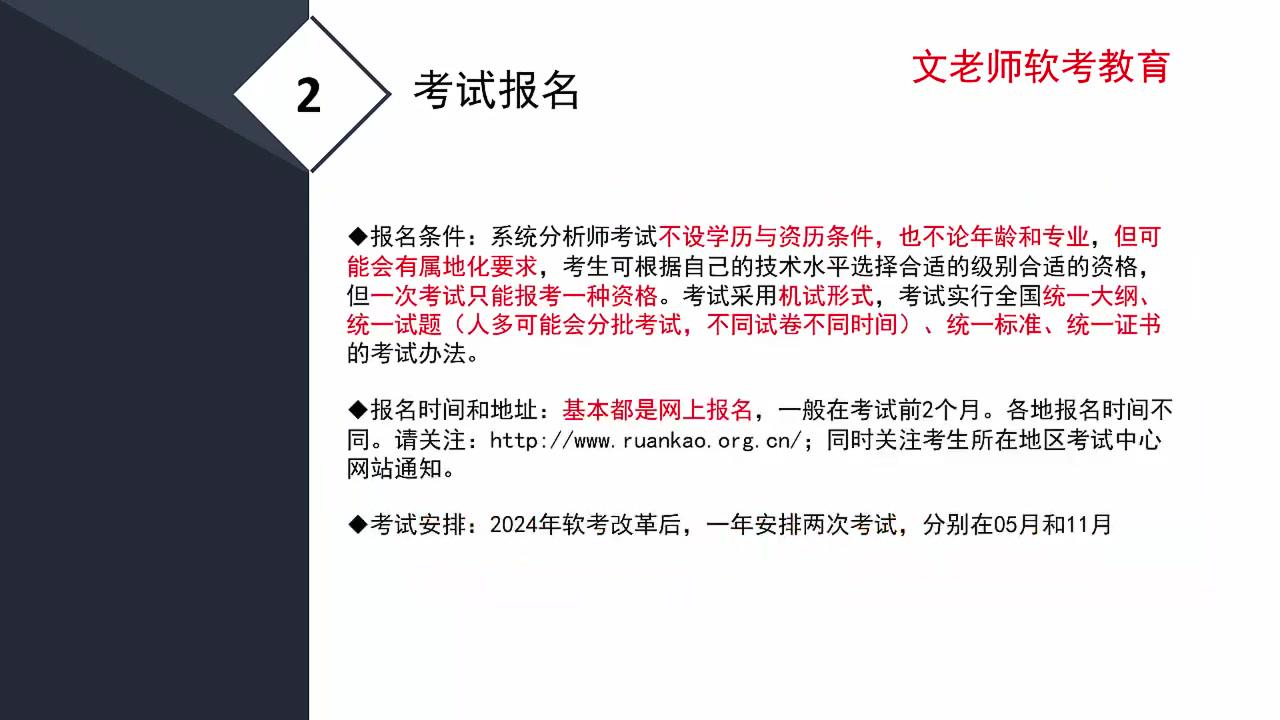 2
考试报名
文老师软考教育
◆报名条件：系统分析师考试不设学历与资历条件，也不论年龄和专业，但可
能会有属地化要求，考生可根据自己的技术水平选择合适的级别合适的资格，
但一次考试只能报考一种资格。考试采用机试形式，考试实行全国统一大纲、
统一试题（人多可能会分批考试，不同试卷不同时间）、统一标准、统一证书
的考试办法。
◆报名时间和地址：基本都是网上报名，一般在考试前2个月。各地报名时间不
同。请关注：http://www.ruankao.org.cn/；同时关注考生所在地区考试中心
网站通知。
◆考试安排：2024年软考改革后，一年安排两次考试，分别在05月和11月